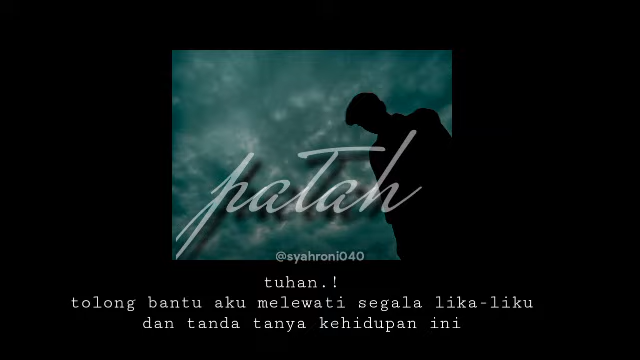 patah
@syahroni040
tuhan.!
tolong bantu aku melewati segala lika-liku
dan tanda tanya kehidupan ini